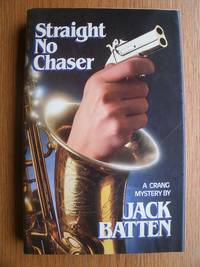 Straight
No
Chaser
A CRANG
MYSTERY BY
JACK
BATTEN